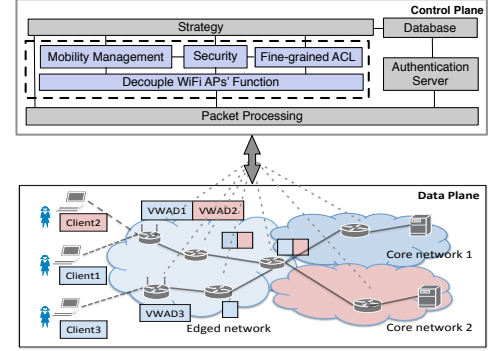 Control Plane
Strategy
Database
Mobility Management
Security
Fine-grained ACL
Authentication
Server
Decouple WiFi APs' Function
Packet Processing
Data Plane
VWAD1
VWAD2
Client2
Client1
Core network 1
Client3
VWAD3
Edged network
Core network 2